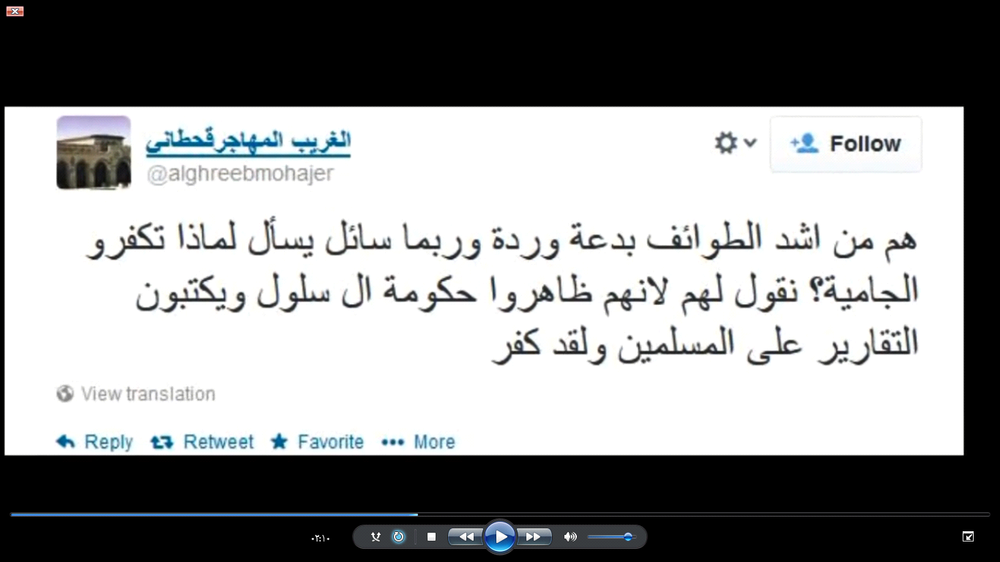 الغريب المهاجرقحطاني
@alghreebmohajer
Follow
هم من اشد الطوائف بدعة وردة وربما سائل يسأل لماذا تكفرو
الجامية؟ نقول لهم لانهم ظاهروا حكومة ال سلول ويكتبون
التقارير على المسلمين ولقد كفر
View translation
Reply Retweet Favorite More
٠٢:١٠